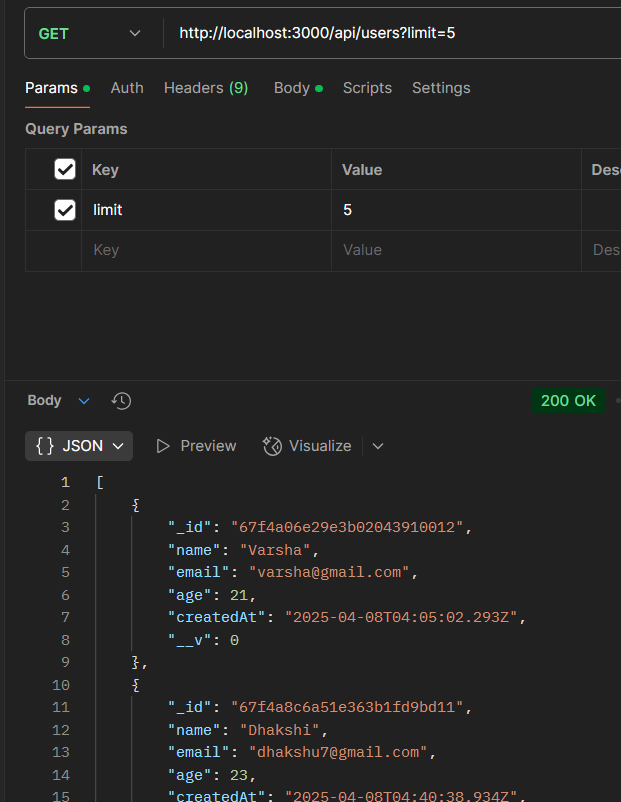 GET http://localhost:3000/api/users?limit=5
Params Auth Headers (9) Body Scripts Settings
Query Params
Key Value Desc
limit 5
Key Value Des
Body 200 OK
{} JSON Preview Visualize
1 [
2 {
3 "_id": "67f4a06e29e3b02043910012",
4 "name": "Varsha",
5 "email": "varsha@gmail.com",
6 "age": 21,
7 "createdAt": "2025-04-08T04:05:02.293Z",
8 "__v": 0
9 },
10 {
11 "_id": "67f4a8c6a51e363b1fd9bd11",
12 "name": "Dhakshi",
13 "email": "dhakshu7@gmail.com",
14 "age": 23,
15 "createdAt": "2025-04-08T04:40:38.934Z",